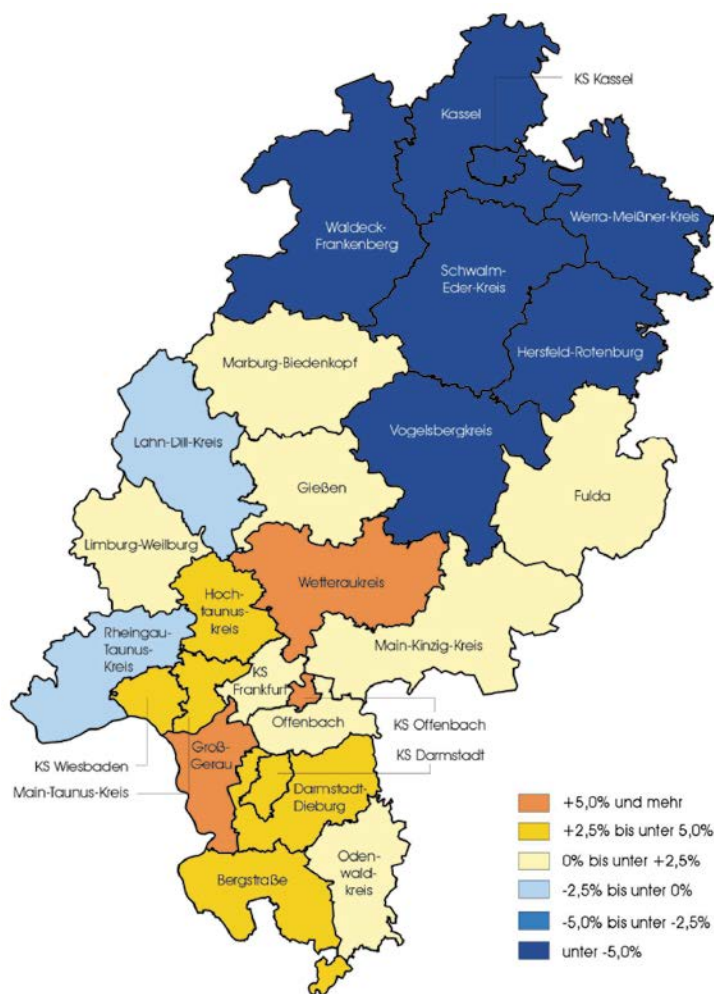 KS Kassel
Kassel
Werra-Meißner-Kreis
Waldeck-
Frankenberg
Schwalm-
Eder-Kreis
Hersfeld-Rotenburg
Marburg-Biedenkopf
Vogelsbergkreis
Lahn-Dill-Kreis
Gießen
Fulda
Limburg-Weilburg
Wetteraukreis
Hoch-
taunus-
kreis
Rheingau-
Taunus-
Kreis
Main-Kinzig-Kreis
KS
Frankfurt
KS Offenbach
Offenbach
KS Darmstadt
KS Wiesbaden
Groß-
Gerau
Main-Taunus-Kreis
Darmstadt-
Dieburg
Oden-
wald-
kreis
Bergstraße
+5,0% und mehr
+2,5% bis unter 5,0%
0% bis unter +2,5%
-2,5% bis unter 0%
-5,0% bis unter -2,5%
unter -5,0%